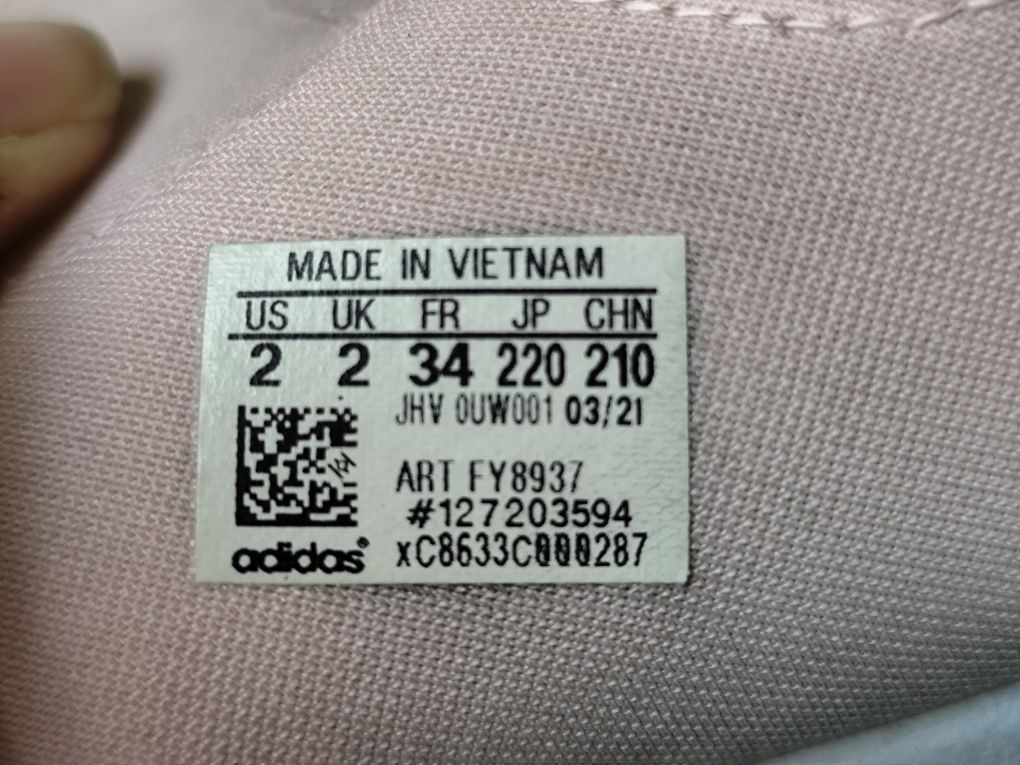 MADE IN VIETNAM
US UK FR JP CHN
2 2 34 220 210
JHV 0UW001 03/21
ART FY8937
#127203594
adidas® xC8633C000287